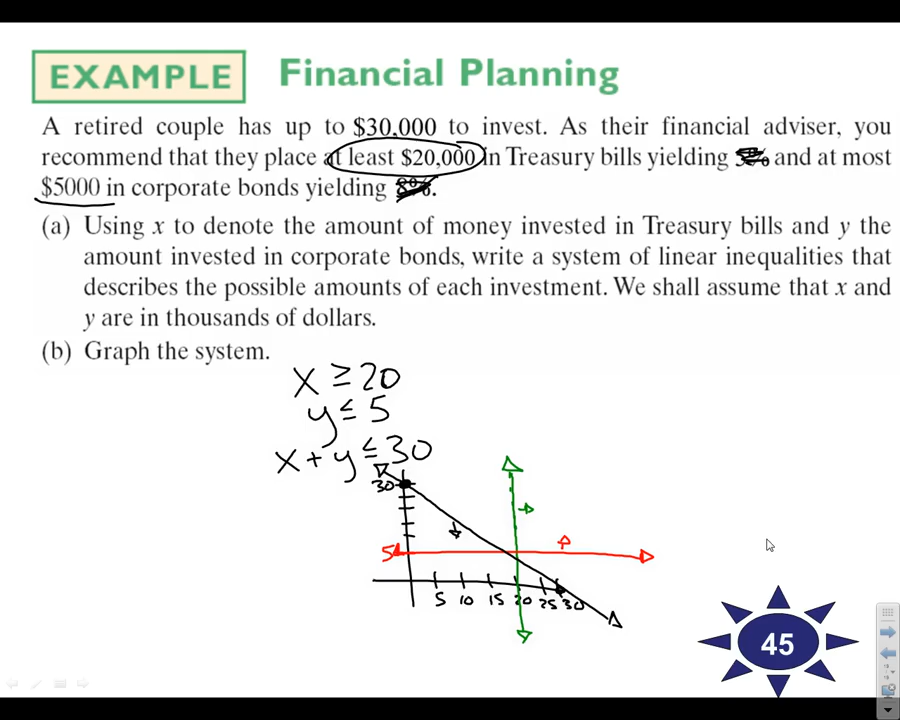 EXAMPLE Financial Planning
A retired couple has up to $30,000 to invest. As their financial adviser, you
recommend that they place at least $20,000 in Treasury bills yielding and at most
$5000 in corporate bonds yielding
(a) Using x to denote the amount of money invested in Treasury bills and y the
amount invested in corporate bonds, write a system of linear inequalities that
describes the possible amounts of each investment. We shall assume that x and
y are in thousands of dollars.
(b) Graph the system.
x ≥ 20
y ≤ 5
x + y ≤ 30
30
5
5 10 15 20 25 30
45